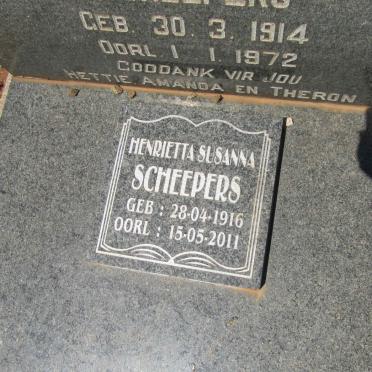 SCHEEPERS
GEB. 30. 3. 1914
OORL. 1. 1. 1972
GODDANK VIR JOU
HETTIE AMANDA EN THERON
HENRIETTA SUSANNA
SCHEEPERS
GEB : 28-04-1916
OORL : 15-05-2011